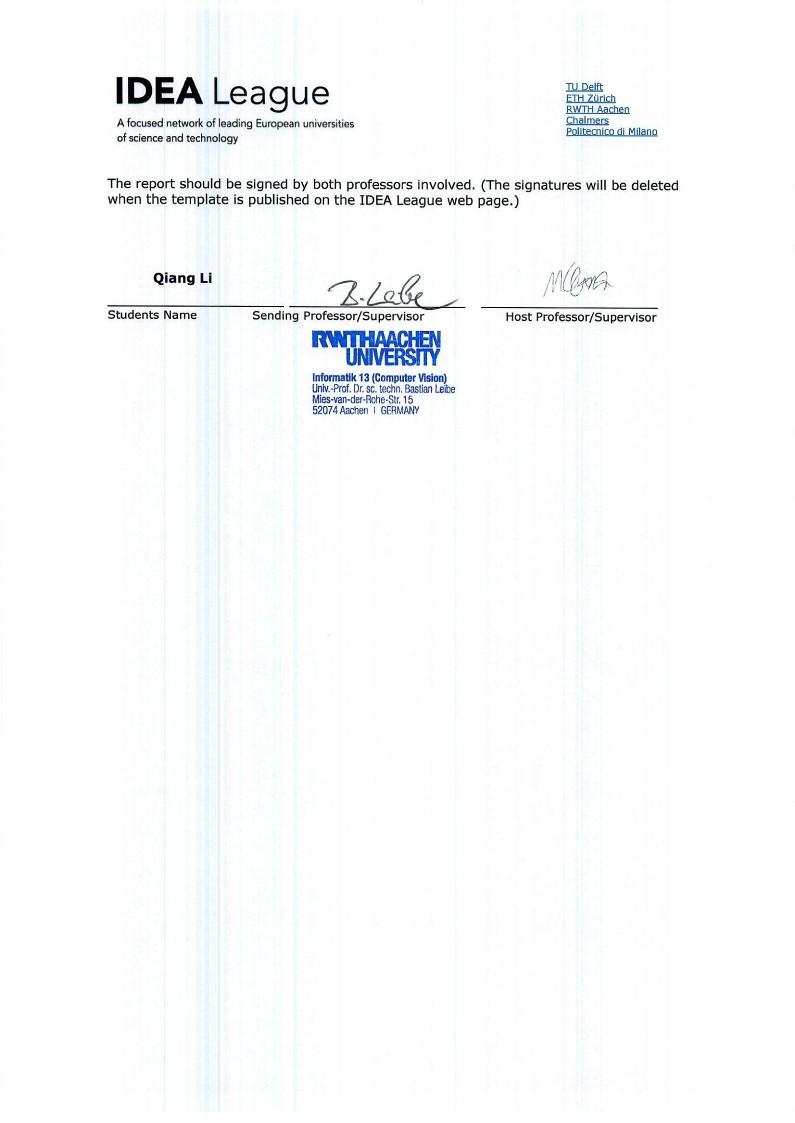 IDEA League
A focused network of leading European universities
of science and technology
TU Delft
ETH Zürich
RWTH Aachen
Chalmers
Politecnico di Milano
The report should be signed by both professors involved. (The signatures will be deleted
when the template is published on the IDEA League web page.)
Qiang Li
B. Leibe
Students Name
Sending Professor/Supervisor
Host Professor/Supervisor
RWTHAACHEN
UNIVERSITY
Informatik 13 (Computer Vision)
Univ.-Prof. Dr. sc. techn. Bastian Leibe
Mies-van-der-Rohe-Str. 15
52074 Aachen | GERMANY